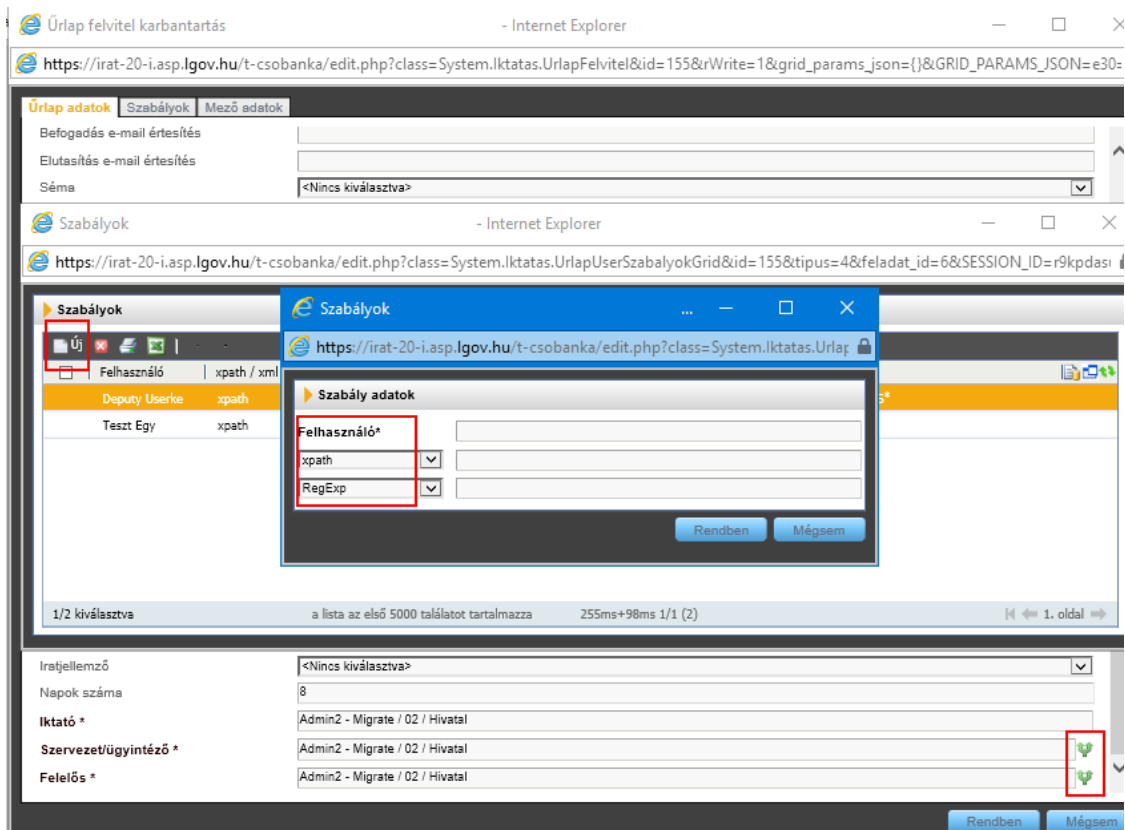 Űrlap felvitel karbantartás - Internet Explorer
https://irat-20-i.asp.lgov.hu/t-csobanka/edit.php?class=System.Iktatas.UrlapFelvitel&id=155&rWrite=1&grid_params_json={}&GRID_PARAMS_JSON=e30=
Űrlap adatok Szabályok Mező adatok
Befogadás e-mail értesítés
Elutasítás e-mail értesítés
Séma <Nincs kiválasztva>
Szabályok - Internet Explorer
https://irat-20-i.asp.lgov.hu/t-csobanka/edit.php?class=System.Iktatas.UrlapUserSzabalyokGrid&id=155&tipus=4&feladat_id=6&SESSION_ID=r9kpdasu
Szabályok
Új
Felhasználó xpath / xml
Deputy Userke xpath
Teszt Egy xpath
Szabályok ...
https://irat-20-i.asp.lgov.hu/t-csobanka/edit.php?class=System.Iktatas.Urlap
Szabály adatok
Felhasználó*
xpath
RegExp
Rendben Mégsem
1/2 kiválasztva a lista az első 5000 találatot tartalmazza 255ms+98ms 1/1 (2) 1. oldal
Iratjellemző <Nincs kiválasztva>
Napok száma 8
Iktató * Admin2 - Migrate / 02 / Hivatal
Szervezet/ügyintéző * Admin2 - Migrate / 02 / Hivatal
Felelős * Admin2 - Migrate / 02 / Hivatal
Rendben Mégsem